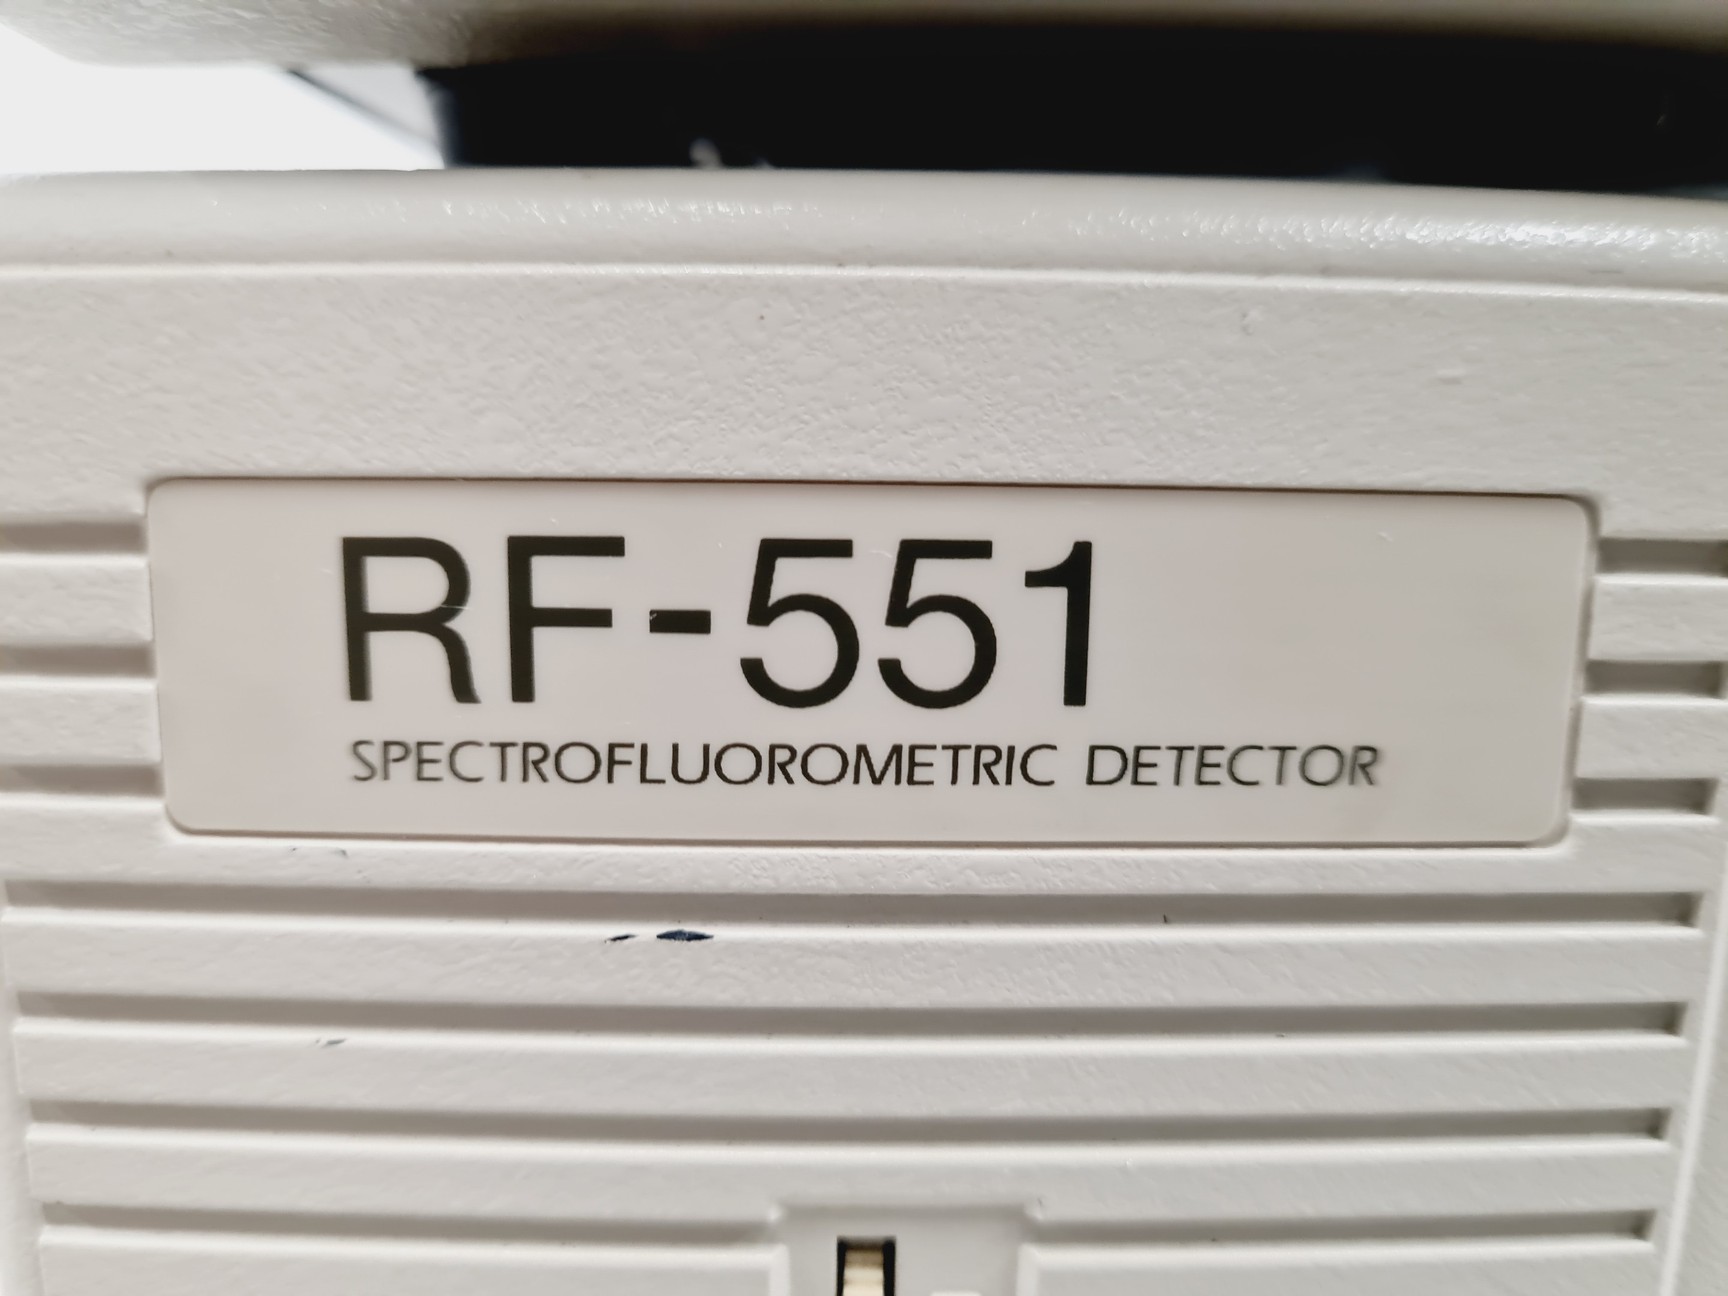 RF-551
SPECTROFLUOROMETRIC DETECTOR